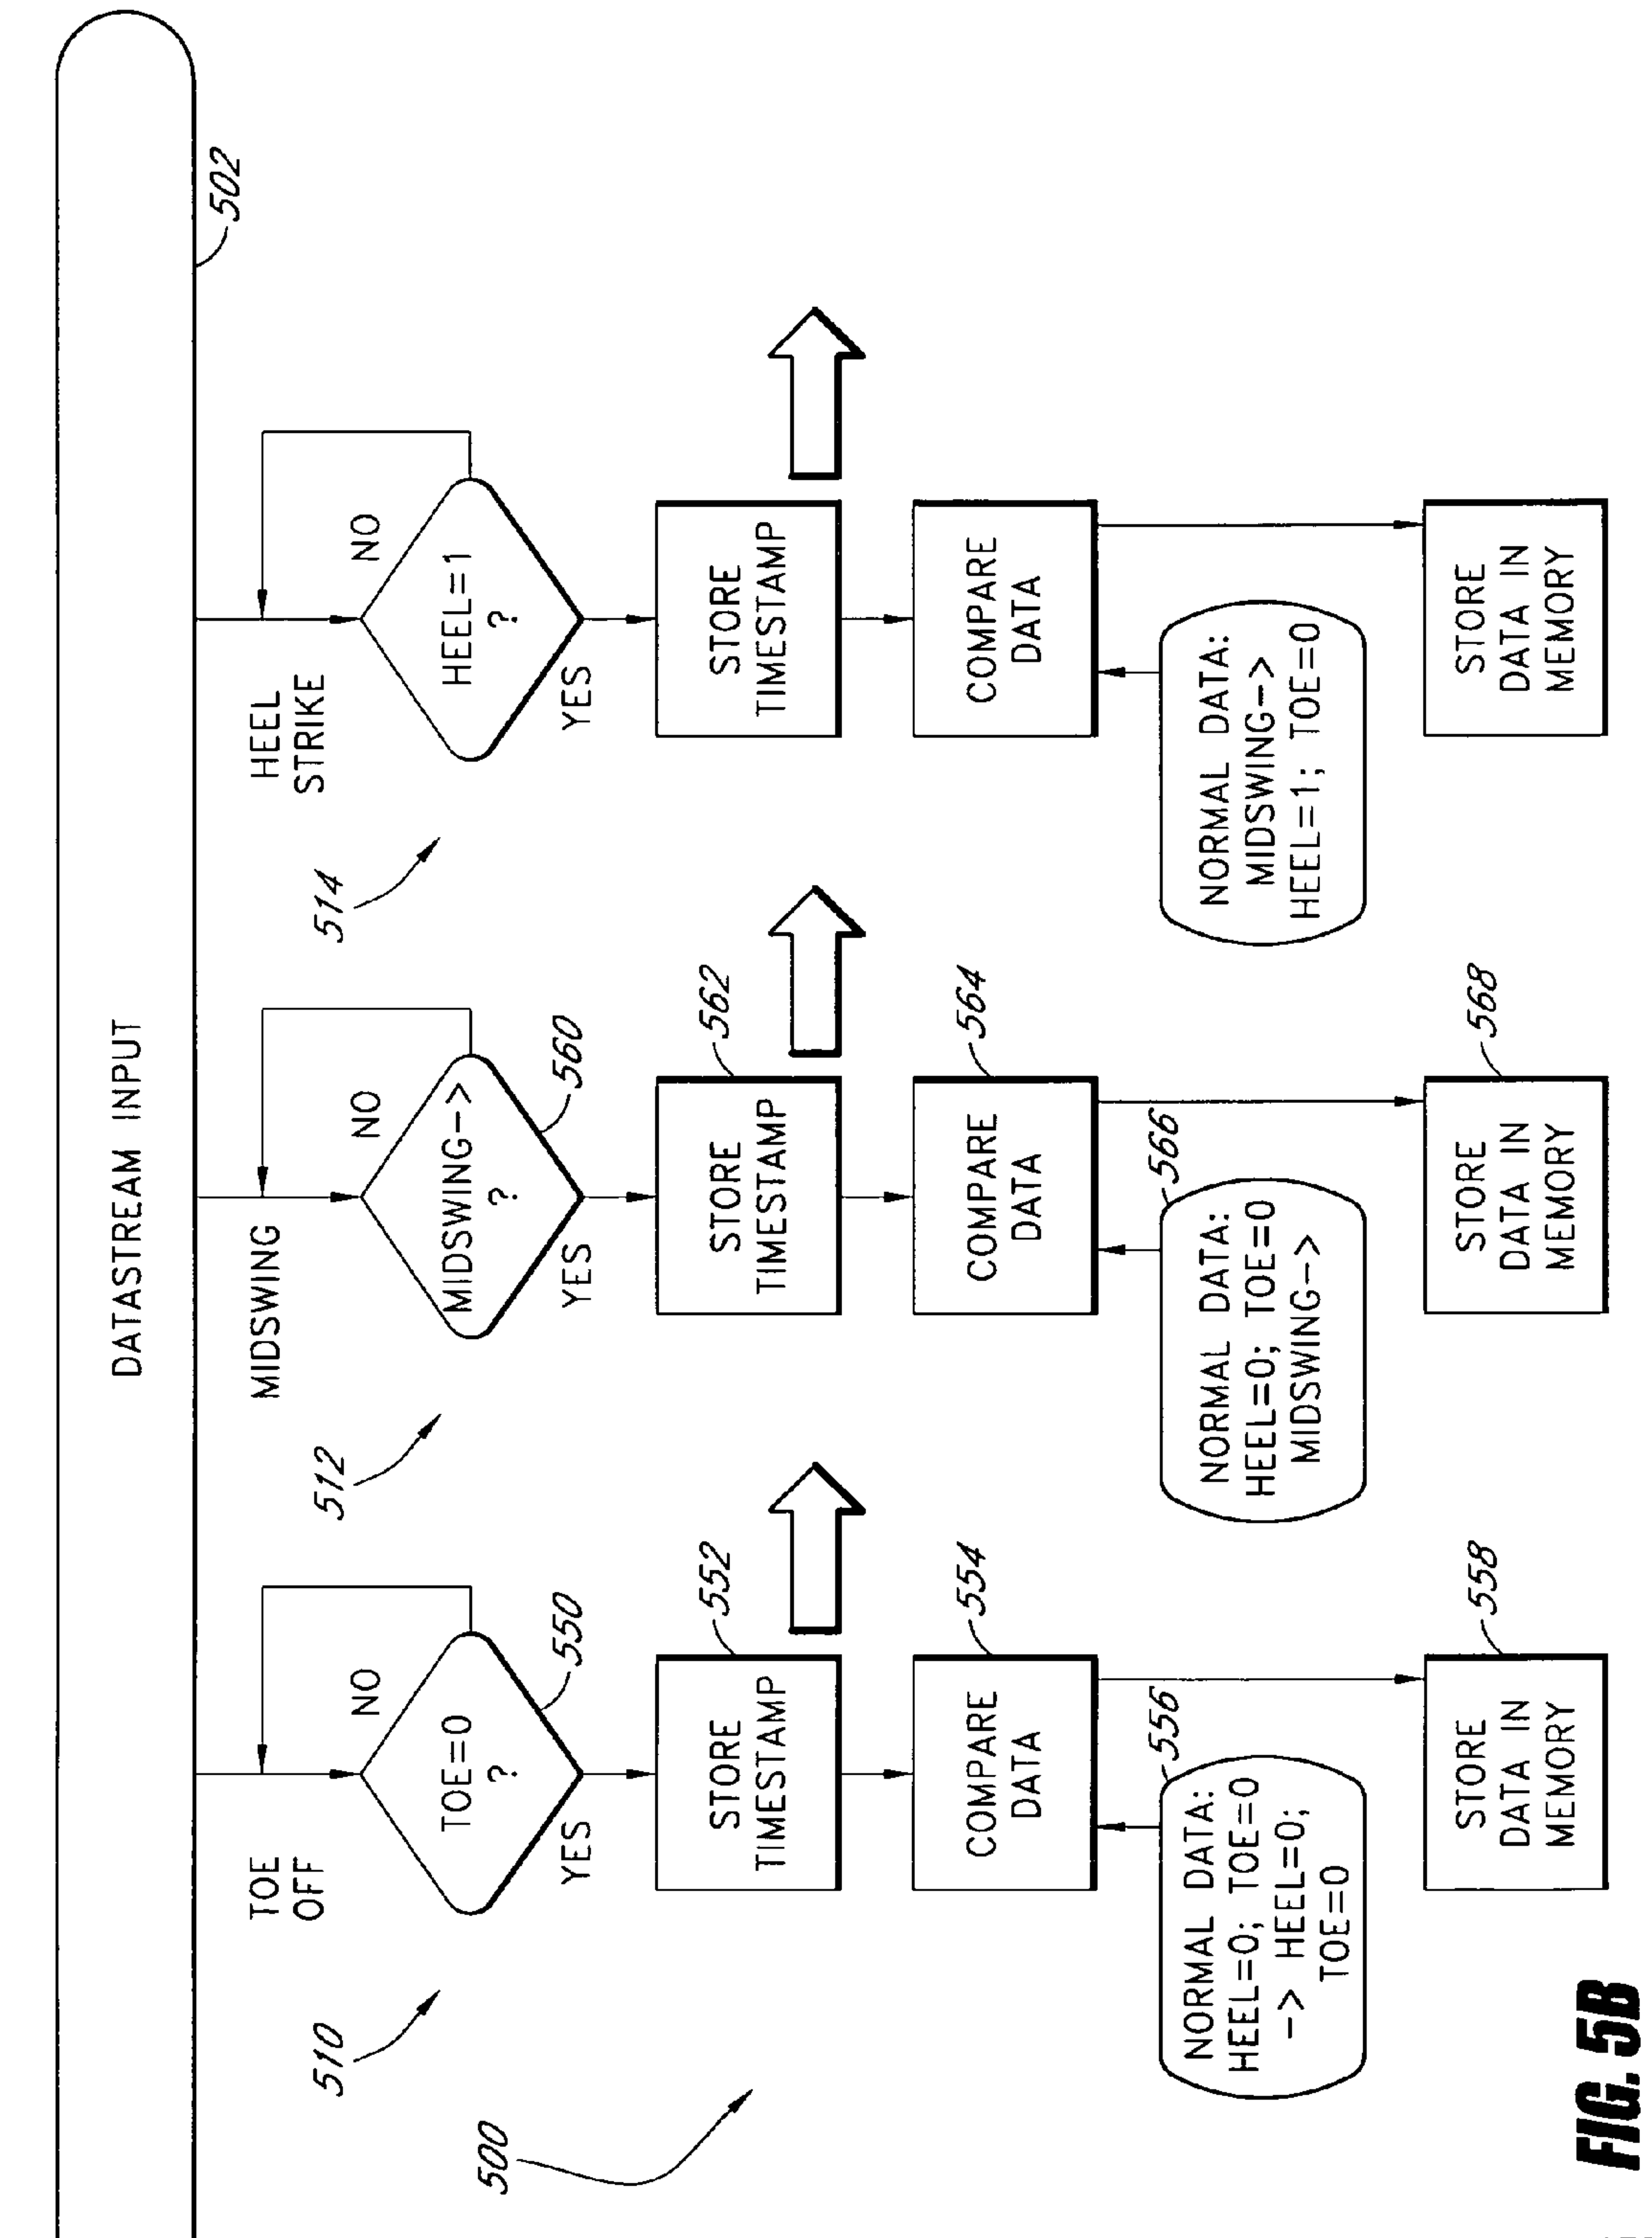 DATASTREAM INPUT
502
510
TOE
OFF
NO
TOE=0
?
550
YES
STORE
TIMESTAMP
552
COMPARE
DATA
554
NORMAL DATA:
HEEL=0; TOE=0
-> HEEL=0;
TOE=0
556
STORE
DATA IN
MEMORY
558
512
MIDSWING
NO
MIDSWING->
?
560
YES
STORE
TIMESTAMP
562
COMPARE
DATA
564
NORMAL DATA:
HEEL=0; TOE=0
MIDSWING->
566
STORE
DATA IN
MEMORY
568
514
HEEL
STRIKE
NO
HEEL=1
?
YES
STORE
TIMESTAMP
COMPARE
DATA
NORMAL DATA:
MIDSWING->
HEEL=1; TOE=0
STORE
DATA IN
MEMORY
500
FIG. 5B